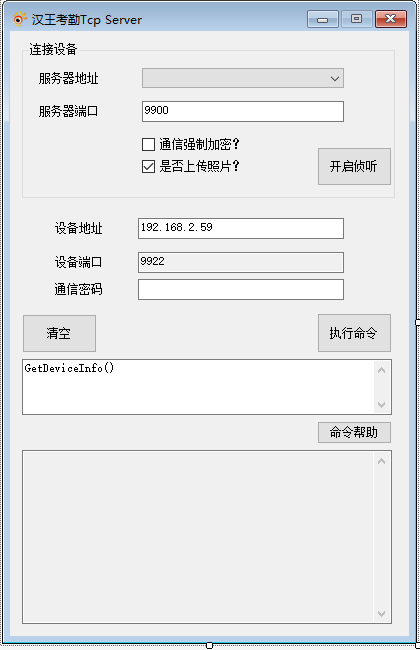 汉王考勤Tcp Server
连接设备
服务器地址
服务器端口 9900
通信强制加密?
是否上传照片?
开启侦听
设备地址 192.168.2.59
设备端口 9922
通信密码
清空 执行命令
GetDeviceInfo()
命令帮助